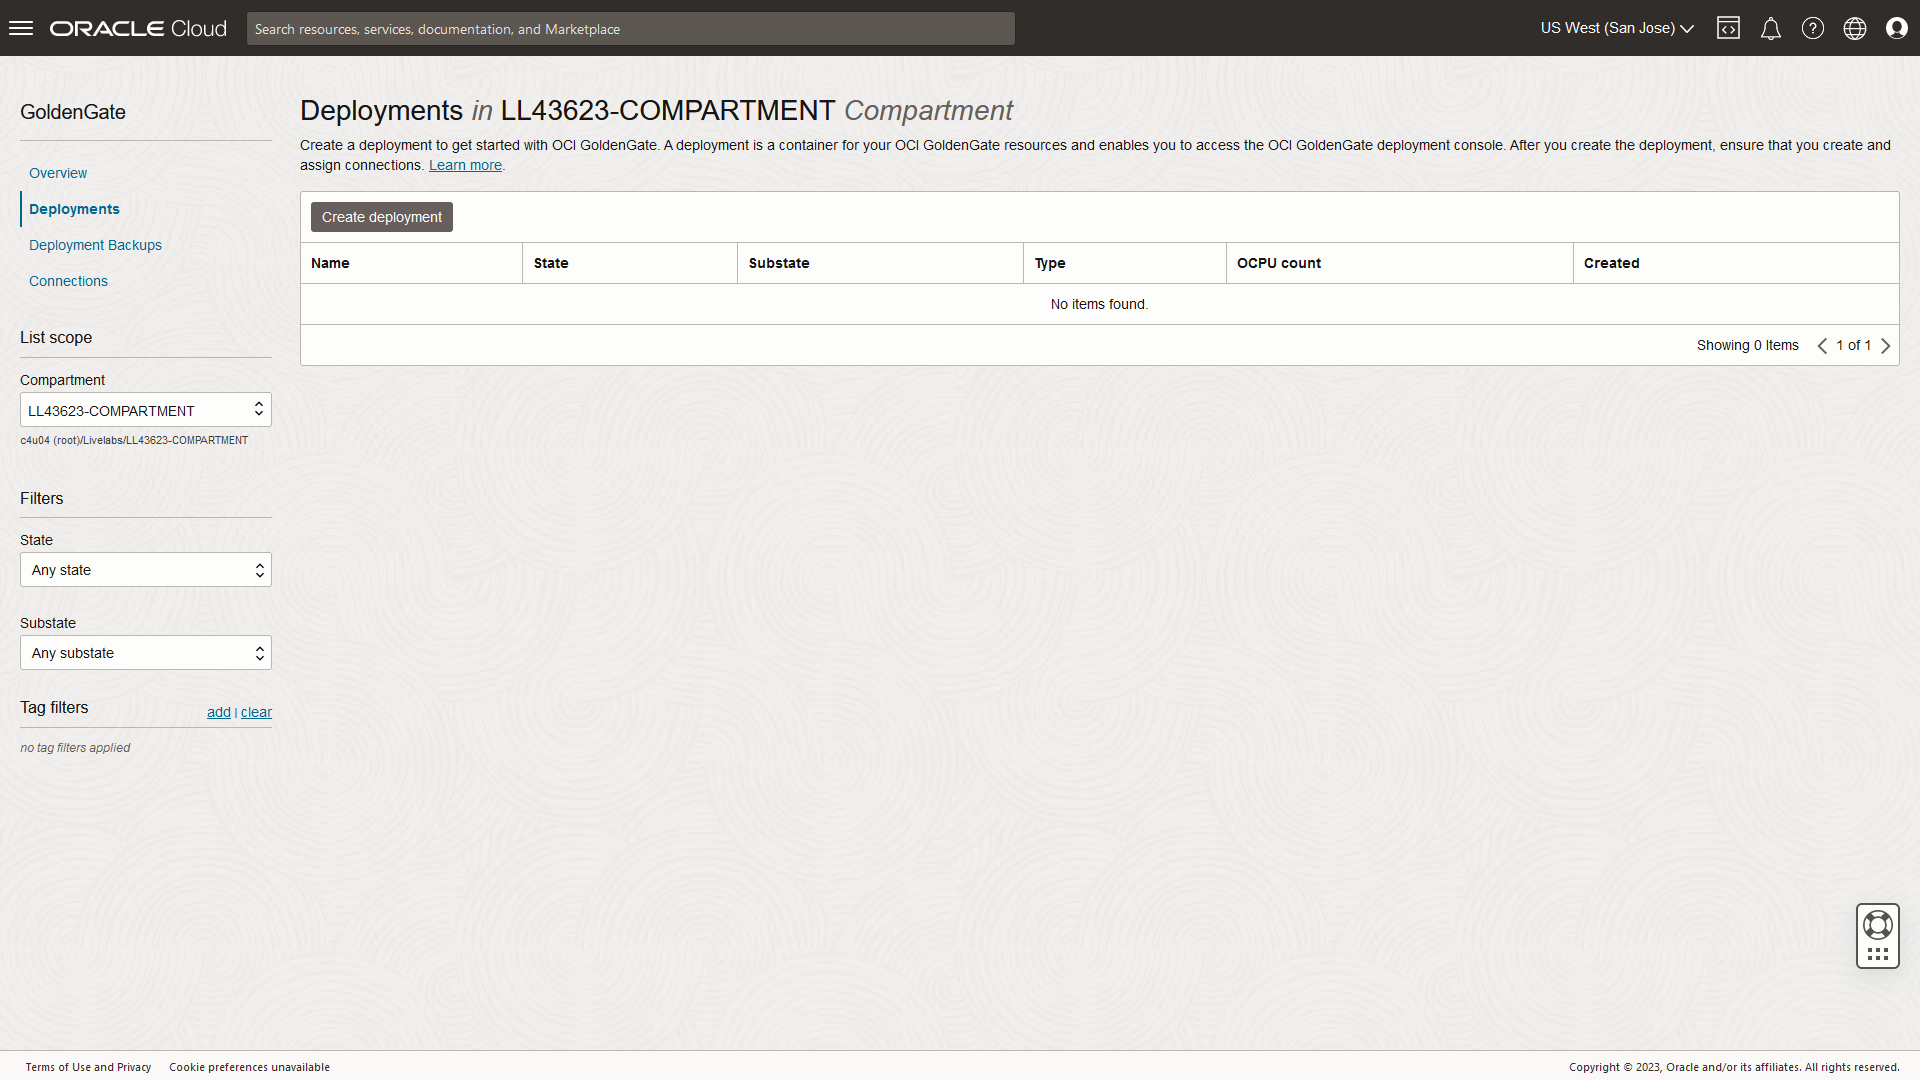 ORACLE Cloud
Search resources, services, documentation, and Marketplace
US West (San Jose)
GoldenGate
Overview
Deployments
Deployment Backups
Connections
List scope
Compartment
LL43623-COMPARTMENT
c4u04 (root)/Livelabs/LL43623-COMPARTMENT
Filters
State
Any state
Substate
Any substate
Tag filters
add | clear
no tag filters applied
Deployments in LL43623-COMPARTMENT Compartment
Create a deployment to get started with OCI GoldenGate. A deployment is a container for your OCI GoldenGate resources and enables you to access the OCI GoldenGate deployment console. After you create the deployment, ensure that you create and
assign connections. Learn more.
Create deployment
Name State Substate Type OCPU count Created
No items found.
Showing 0 Items 1 of 1
Terms of Use and Privacy Cookie preferences unavailable
Copyright © 2023, Oracle and/or its affiliates. All rights reserved.